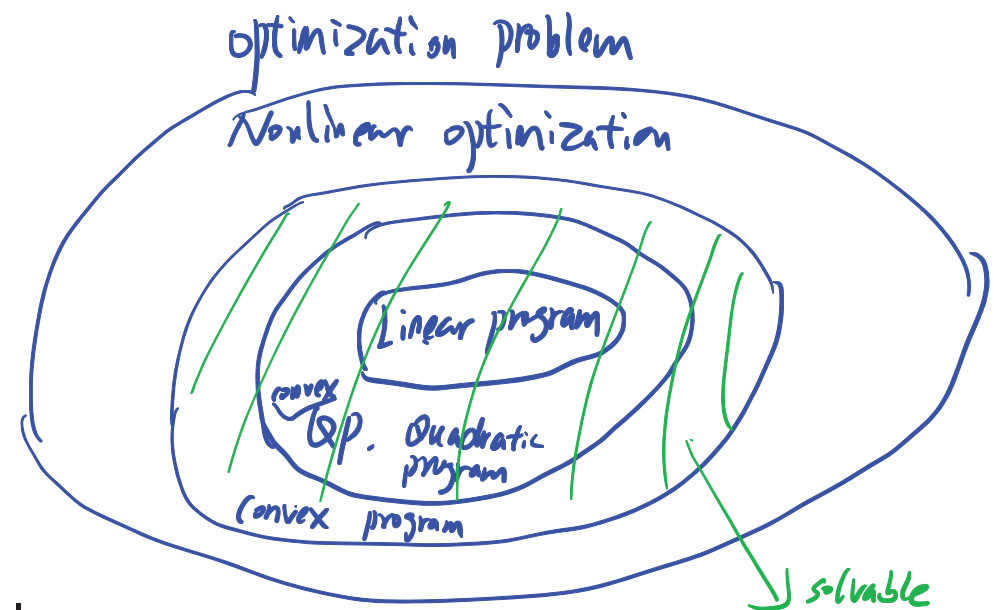 optimization problem
Nonlinear optimization
Linear program
convex
QP. Quadratic
program
Convex program
solvable